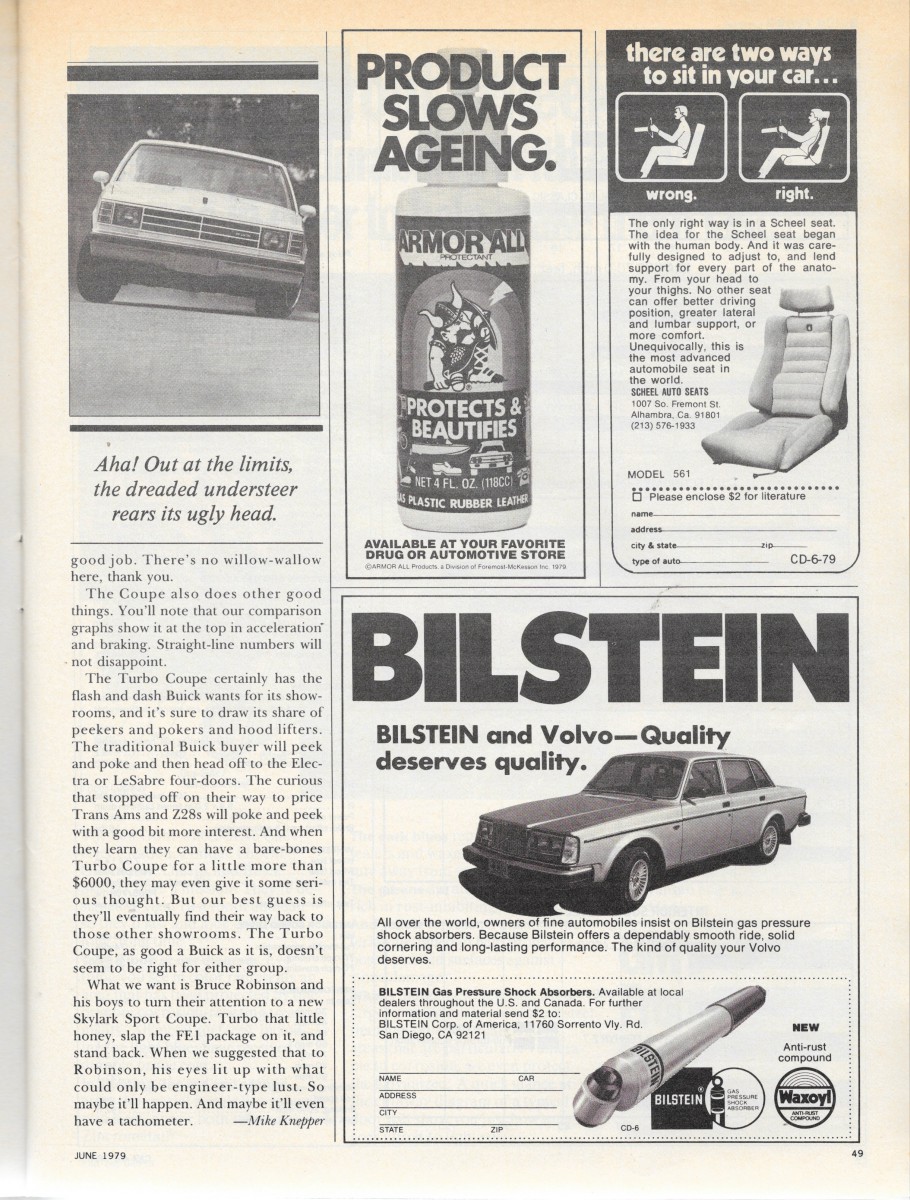 Aha! Out at the limits,
the dreaded understeer
rears its ugly head.
good job. There's no willow-wallow
here, thank you.
The Coupe also does other good
things. You'll note that our comparison
graphs show it at the top in acceleration
and braking. Straight-line numbers will
not disappoint.
The Turbo Coupe certainly has the
flash and dash Buick wants for its show-
rooms, and it's sure to draw its share of
peekers and pokers and hood lifters.
The traditional Buick buyer will peek
and poke and then head off to the Elec-
tra or LeSabre four-doors. The curious
that stopped off on their way to price
Trans Ams and Z28s will poke and peek
with a good bit more interest. And when
they learn they can have a bare-bones
Turbo Coupe for a little more than
$6000, they may even give it some seri-
ous thought. But our best guess is
they'll eventually find their way back to
those other showrooms. The Turbo
Coupe, as good a Buick as it is, doesn't
seem to be right for either group.
What we want is Bruce Robinson and
his boys to turn their attention to a new
Skylark Sport Coupe. Turbo that little
honey, slap the FE1 package on it, and
stand back. When we suggested that to
Robinson, his eyes lit up with what
could only be engineer-type lust. So
maybe it'll happen. And maybe it'll even
have a tachometer. —Mike Knepper
PRODUCT
SLOWS
AGEING.
ARMOR ALL
PROTECTANT
PROTECTS &
BEAUTIFIES
NET 4 FL. OZ. (118CC)
PLASTIC RUBBER LEATHER
AVAILABLE AT YOUR FAVORITE
DRUG OR AUTOMOTIVE STORE
©ARMOR ALL Products, a Division of Foremost-McKesson Inc. 1979
there are two ways
to sit in your car...
wrong. right.
The only right way is in a Scheel seat.
The idea for the Scheel seat began
with the human body. And it was care-
fully designed to adjust to, and lend
support for every part of the anato-
my. From your head to
your thighs. No other seat
can offer better driving
position, greater lateral
and lumbar support, or
more comfort.
Unequivocally, this is
the most advanced
automobile seat in
the world.
SCHEEL AUTO SEATS
1007 So. Fremont St.
Alhambra, Ca. 91801
(213) 576-1933
MODEL 561
Please enclose $2 for literature
name
address
city & state zip
type of auto CD-6-79
BILSTEIN
BILSTEIN and Volvo—Quality
deserves quality.
All over the world, owners of fine automobiles insist on Bilstein gas pressure
shock absorbers. Because Bilstein offers a dependably smooth ride, solid
cornering and long-lasting performance. The kind of quality your Volvo
deserves.
BILSTEIN Gas Pressure Shock Absorbers. Available at local
dealers throughout the U.S. and Canada. For further
information and material send $2 to:
BILSTEIN Corp. of America, 11760 Sorrento Vly. Rd.
San Diego, CA 92121
NAME CAR
ADDRESS
CITY
STATE ZIP
CD-6
BILSTEIN
BILSTEIN®
GAS
PRESSURE
SHOCK
ABSORBER
NEW
Anti-rust
compound
Waxoyl
ANTI-RUST
COMPOUND
JUNE 1979
49